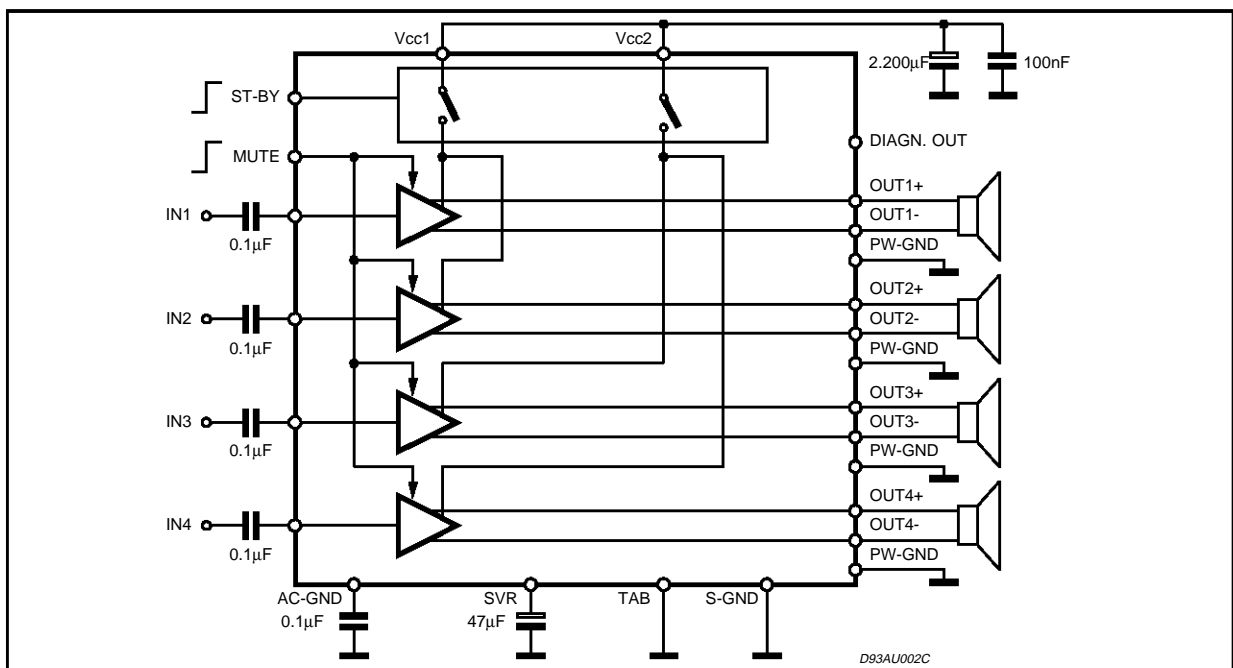 Vcc1
Vcc2
2.200µF
100nF
ST-BY
DIAGN. OUT
MUTE
OUT1+
IN1
OUT1-
0.1µF
PW-GND
OUT2+
IN2
OUT2-
0.1µF
PW-GND
OUT3+
IN3
OUT3-
0.1µF
PW-GND
OUT4+
IN4
OUT4-
0.1µF
PW-GND
AC-GND
SVR
TAB
S-GND
0.1µF
47µF
D93AU002C